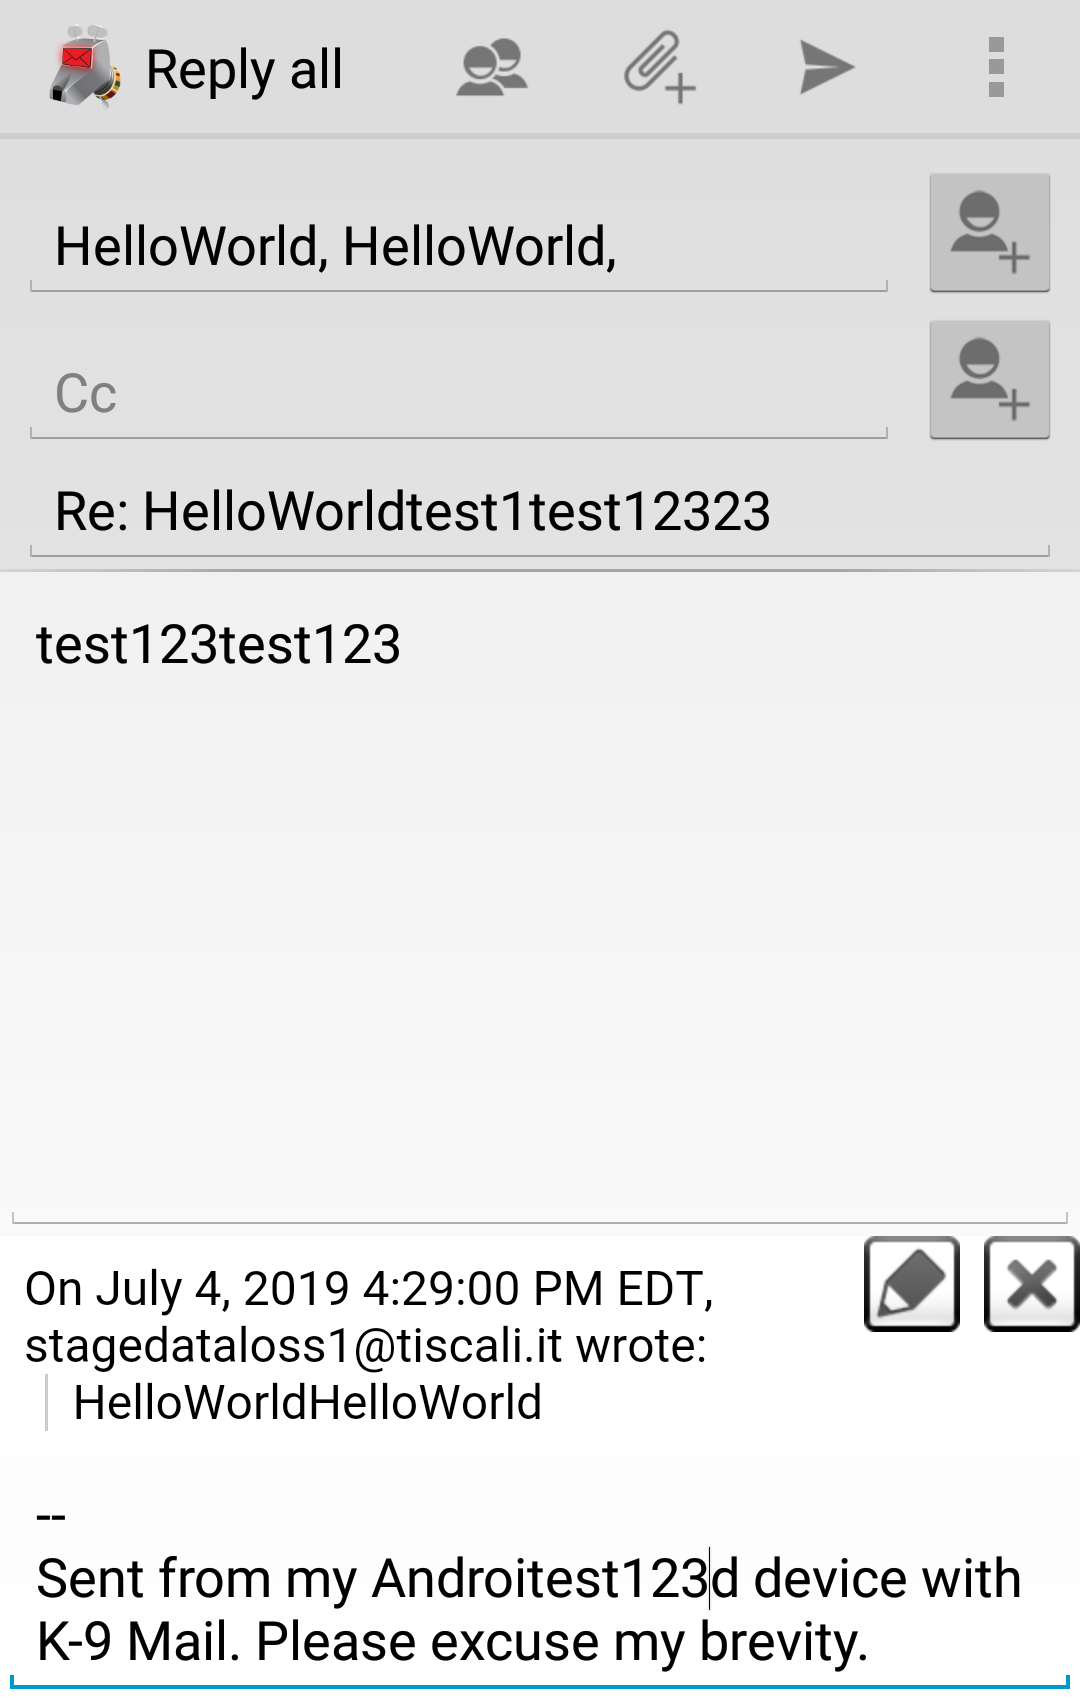 Reply all
HelloWorld, HelloWorld,
Cc
Re: HelloWorldtest1test12323
test123test123
On July 4, 2019 4:29:00 PM EDT,
stagedataloss1@tiscali.it wrote:
HelloWorldHelloWorld
--
Sent from my Androitest123d device with
K-9 Mail. Please excuse my brevity.